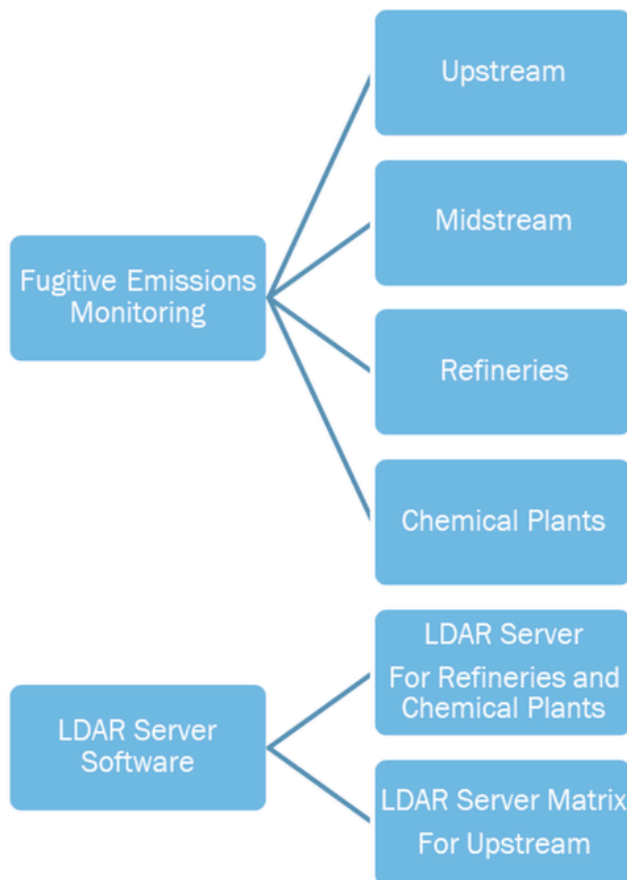 Upstream
Midstream
Fugitive Emissions
Monitoring
Refineries
Chemical Plants
LDAR Server
For Refineries and
Chemical Plants
LDAR Server
Software
LDAR Server Matrix
For Upstream